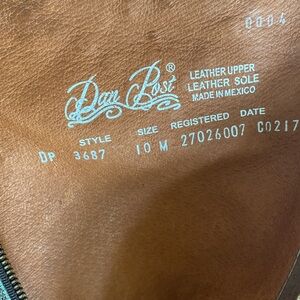 0004
Dan Post®
LEATHER UPPER
LEATHER SOLE
MADE IN MEXICO
STYLE SIZE REGISTERED DATE
DP 3687 10 M 27026007 C0217